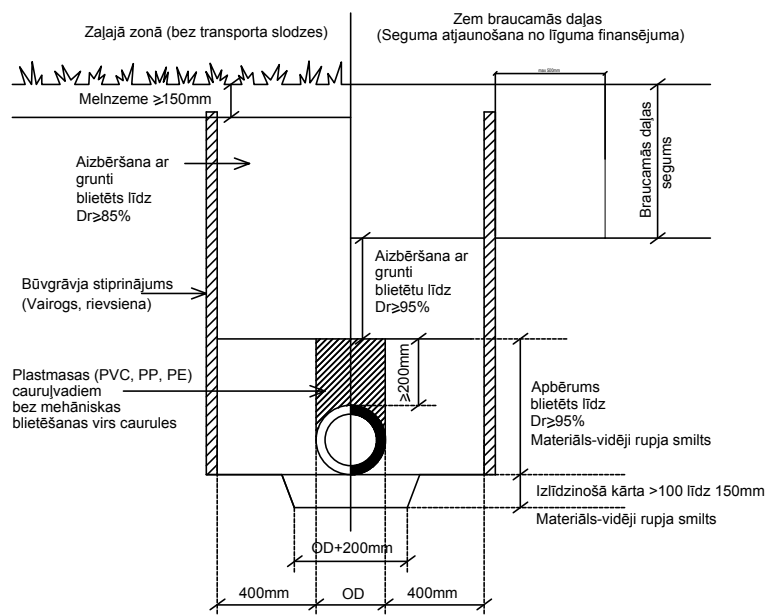 Zaļajā zonā (bez transporta slodzes)
Zem braucamās daļas
(Seguma atjaunošana no līguma finansējuma)
Melnzeme ≥150mm
Aizbēršana ar
grunti
blietēts līdz
Dr≥85%
Braucamās daļas
segums
Aizbēršana ar
grunti
blietētu līdz
Dr≥95%
Būvgrāvja stiprinājums
(Vairogs, rievsiena)
≥200mm
Plastmasas (PVC, PP, PE)
cauruļvadiem
bez mehāniskas
blietēšanas virs caurules
Apbērums
blietēts līdz
Dr≥95%
Materiāls-vidēji rupja smilts
Izlīdzinošā kārta >100 līdz 150mm
Materiāls-vidēji rupja smilts
OD+200mm
400mm
OD
400mm